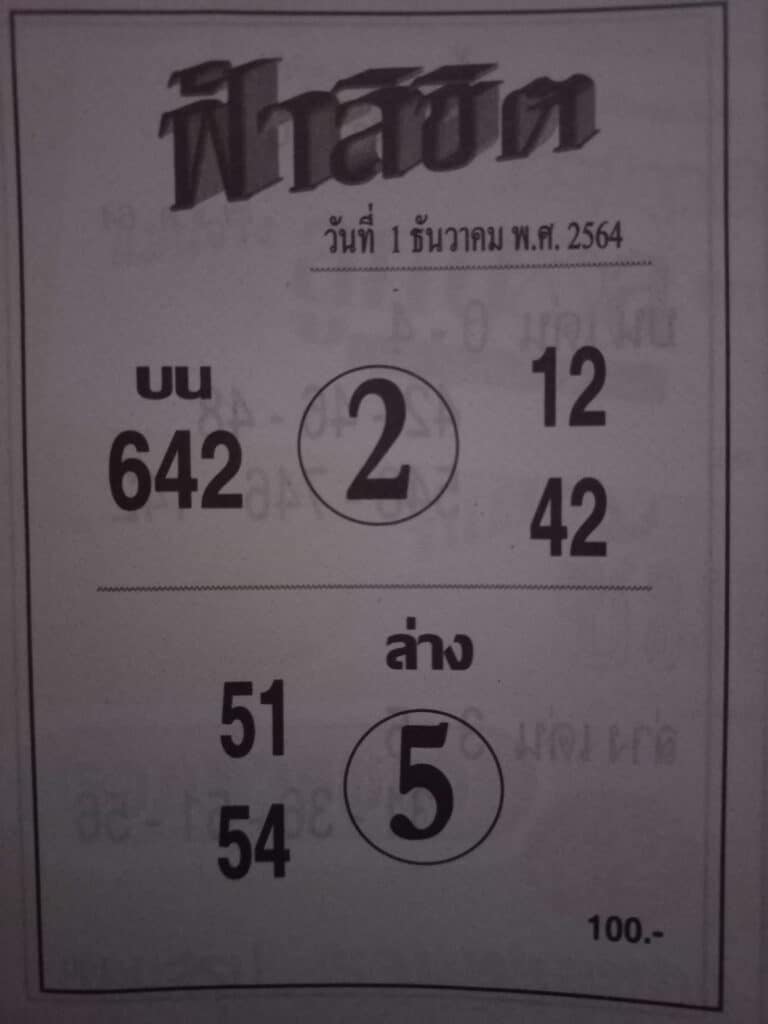 ฟ้าลิขิต
วันที่ 1 ธันวาคม พ.ศ. 2564
บน
642
2
12
42
ล่าง
51
54
5
100.-